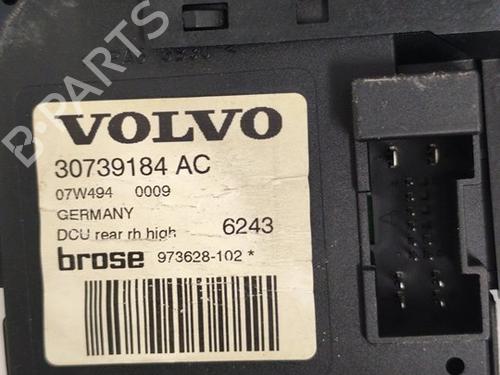 B-PARTS
VOLVO
30739184 AC
07W494 0009
GERMANY
DCU rear rh high 6243
brose 973628-102 *